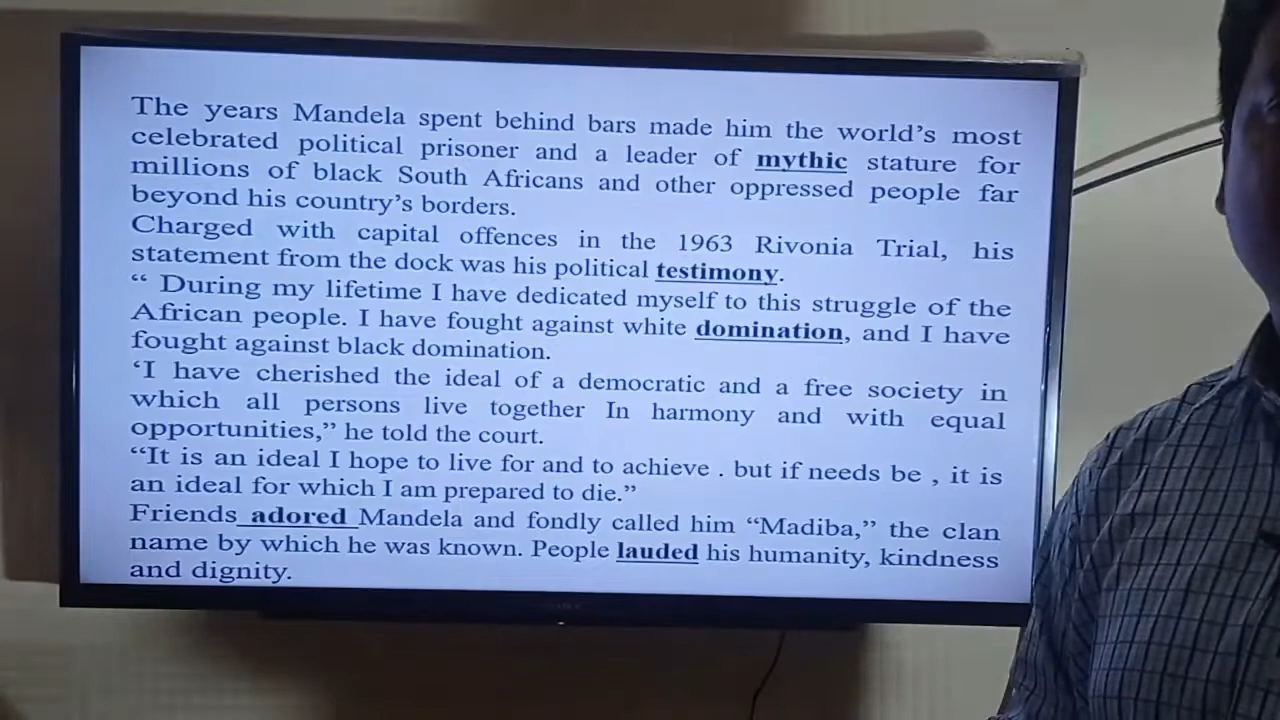 The years Mandela spent behind bars made him the world’s most
celebrated political prisoner and a leader of mythic stature for
millions of black South Africans and other oppressed people far
beyond his country’s borders.
Charged with capital offences in the 1963 Rivonia Trial, his
statement from the dock was his political testimony.
“ During my lifetime I have dedicated myself to this struggle of the
African people. I have fought against white domination, and I have
fought against black domination.
‘I have cherished the ideal of a democratic and a free society in
which all persons live together In harmony and with equal
opportunities,” he told the court.
“It is an ideal I hope to live for and to achieve . but if needs be , it is
an ideal for which I am prepared to die.”
Friends adored Mandela and fondly called him “Madiba,” the clan
name by which he was known. People lauded his humanity, kindness
and dignity.